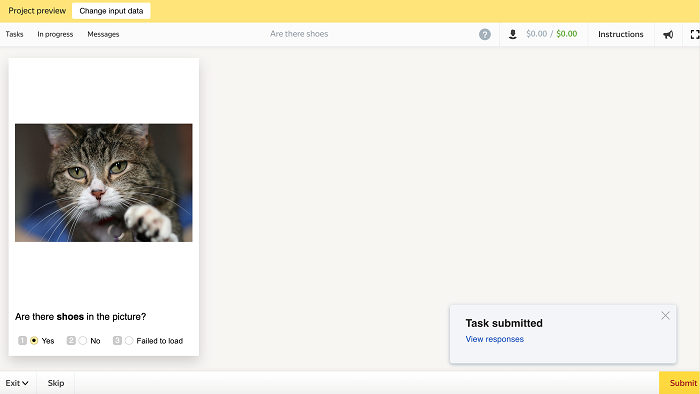 Project preview Change input data
Tasks In progress Messages Are there shoes ? $0.00 / $0.00 Instructions
Are there shoes in the picture?
1 Yes 2 No 3 Failed to load
Task submitted
View responses
Exit Skip Submit